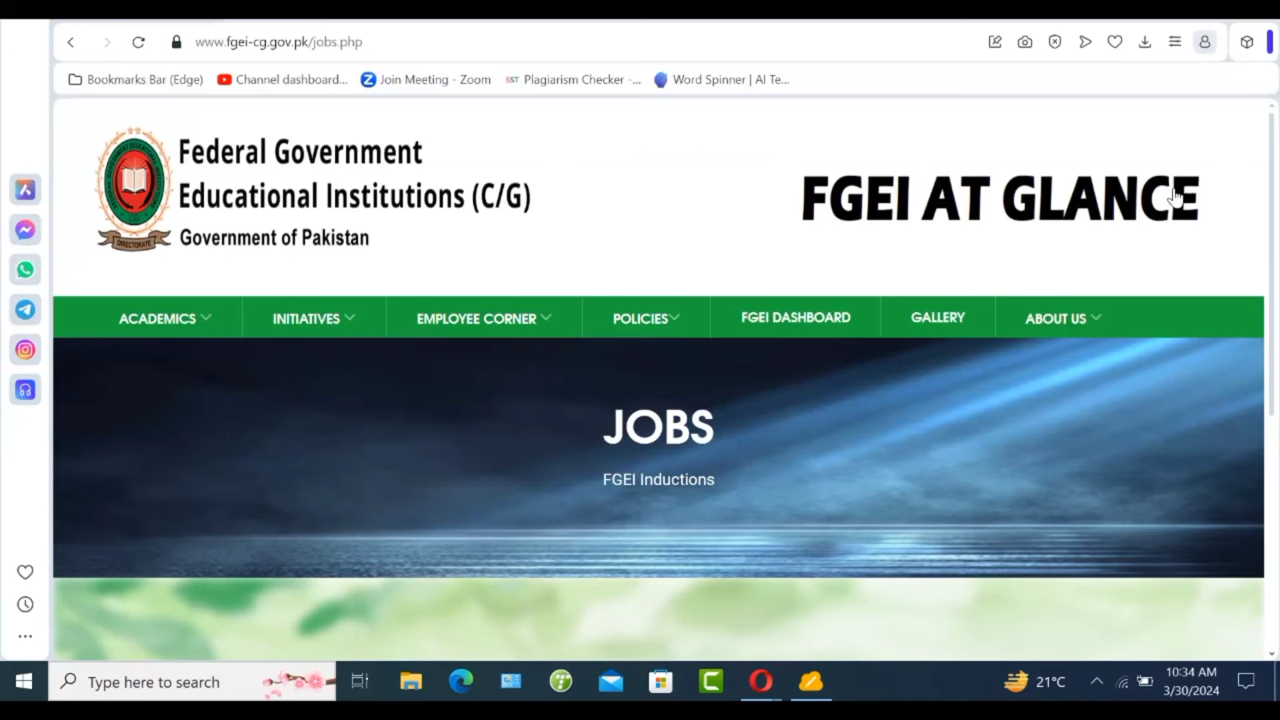 www.fgei-cg.gov.pk/jobs.php
Bookmarks Bar (Edge) Channel dashboard... Join Meeting - Zoom SST Plagiarism Checker -... Word Spinner | AI Te...
Federal Government
Educational Institutions (C/G)
Government of Pakistan
DIRECTORATE
FGEI AT GLANCE
ACADEMICS INITIATIVES EMPLOYEE CORNER POLICIES FGEI DASHBOARD GALLERY ABOUT US
JOBS
FGEI Inductions
Type here to search
21°C
10:34 AM
3/30/2024